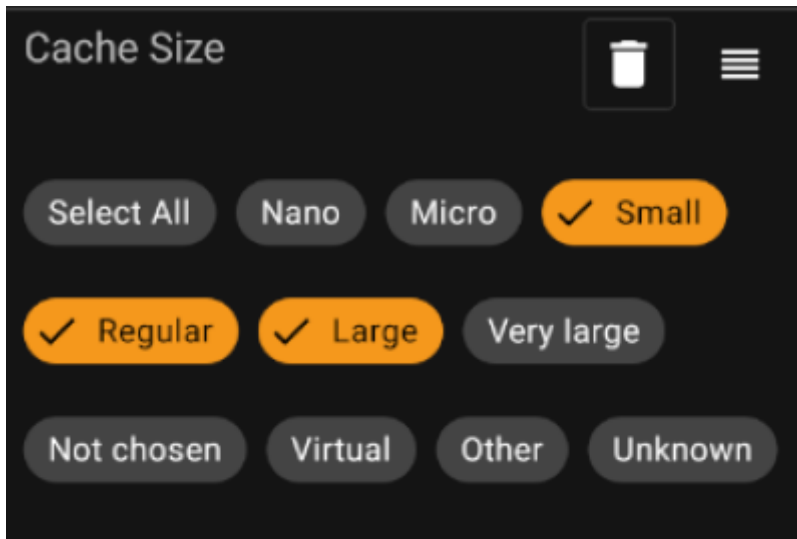 Cache Size
Select All Nano Micro Small
Regular Large Very large
Not chosen Virtual Other Unknown